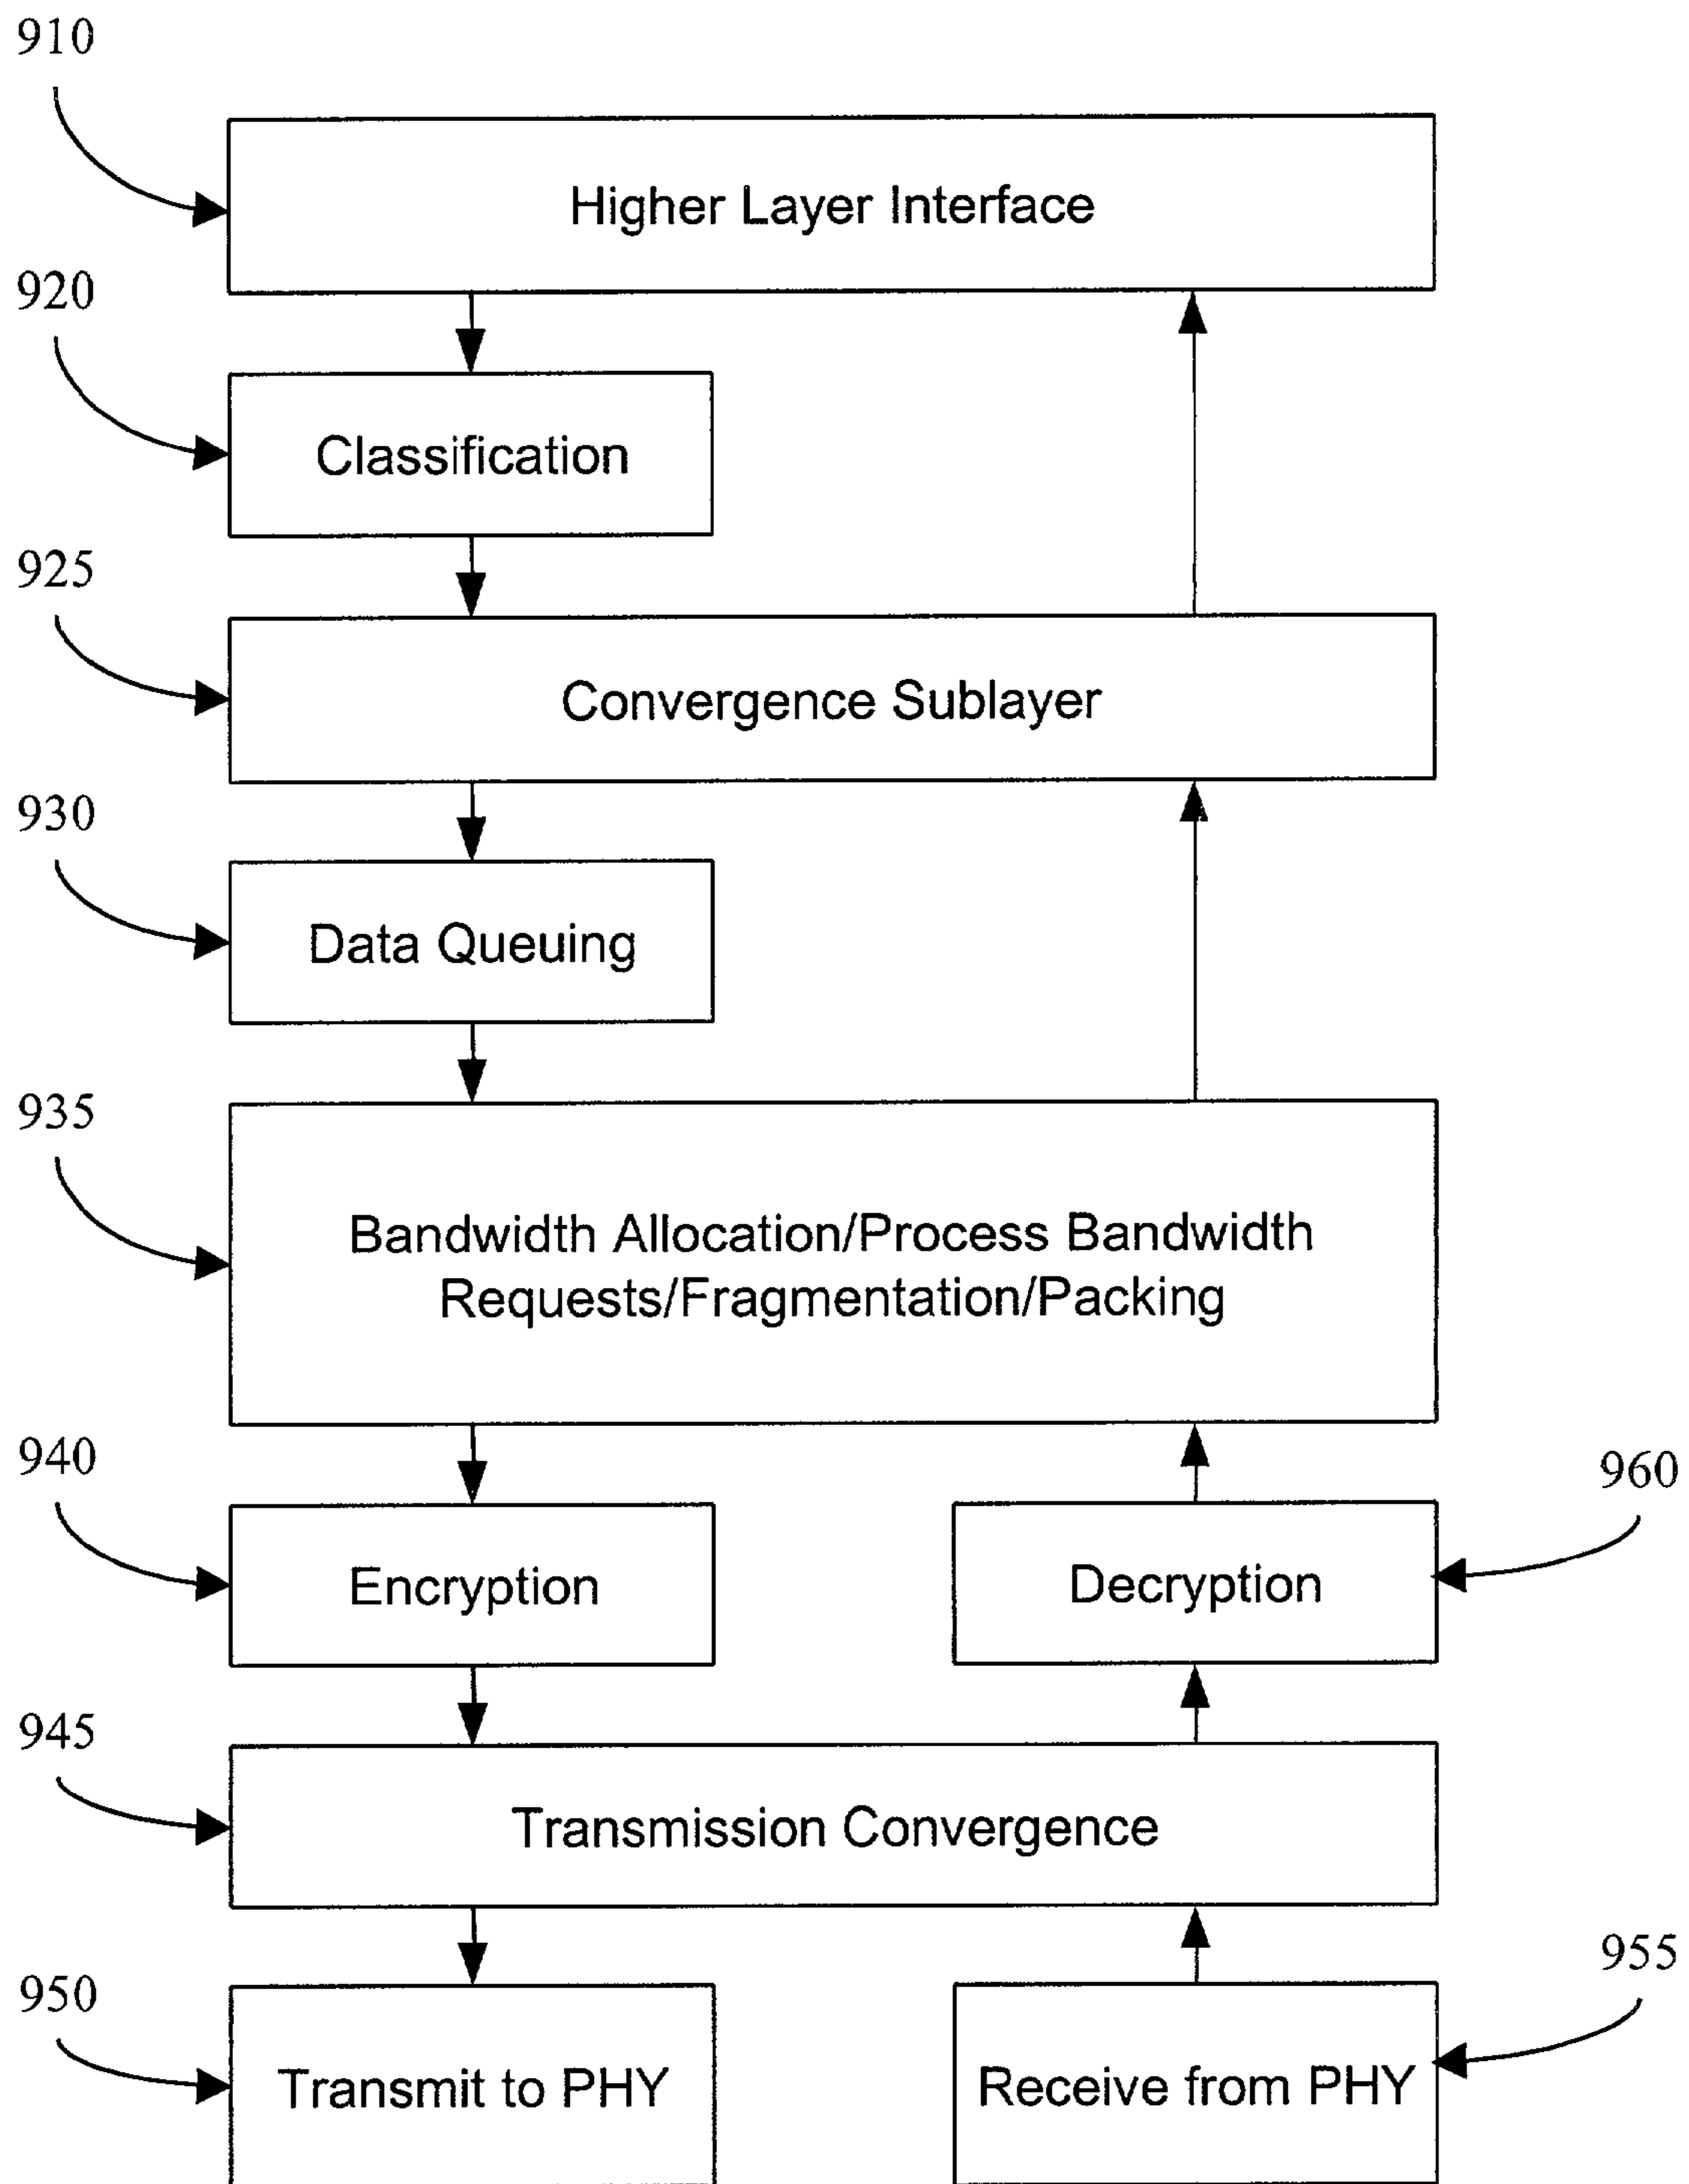 910
Higher Layer Interface
920
Classification
925
Convergence Sublayer
930
Data Queuing
935
Bandwidth Allocation/Process Bandwidth
Requests/Fragmentation/Packing
940
960
Encryption
Decryption
945
Transmission Convergence
950
955
Transmit to PHY
Receive from PHY